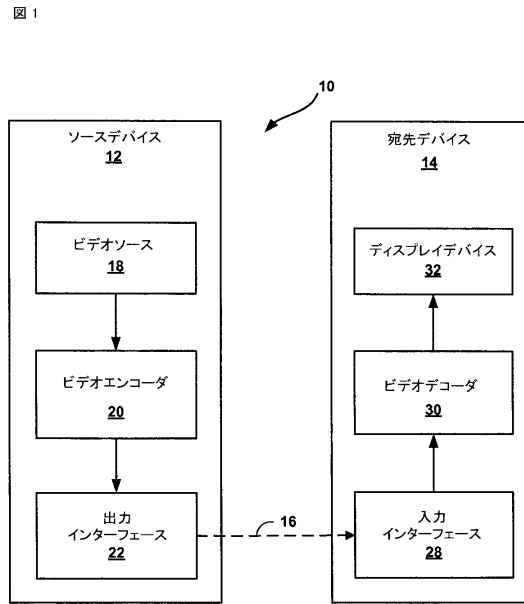 図 1
10
ソースデバイス
12
ビデオソース
18
ビデオエンコーダ
20
出力
インターフェース
22
16
宛先デバイス
14
ディスプレイデバイス
32
ビデオデコーダ
30
入力
インターフェース
28